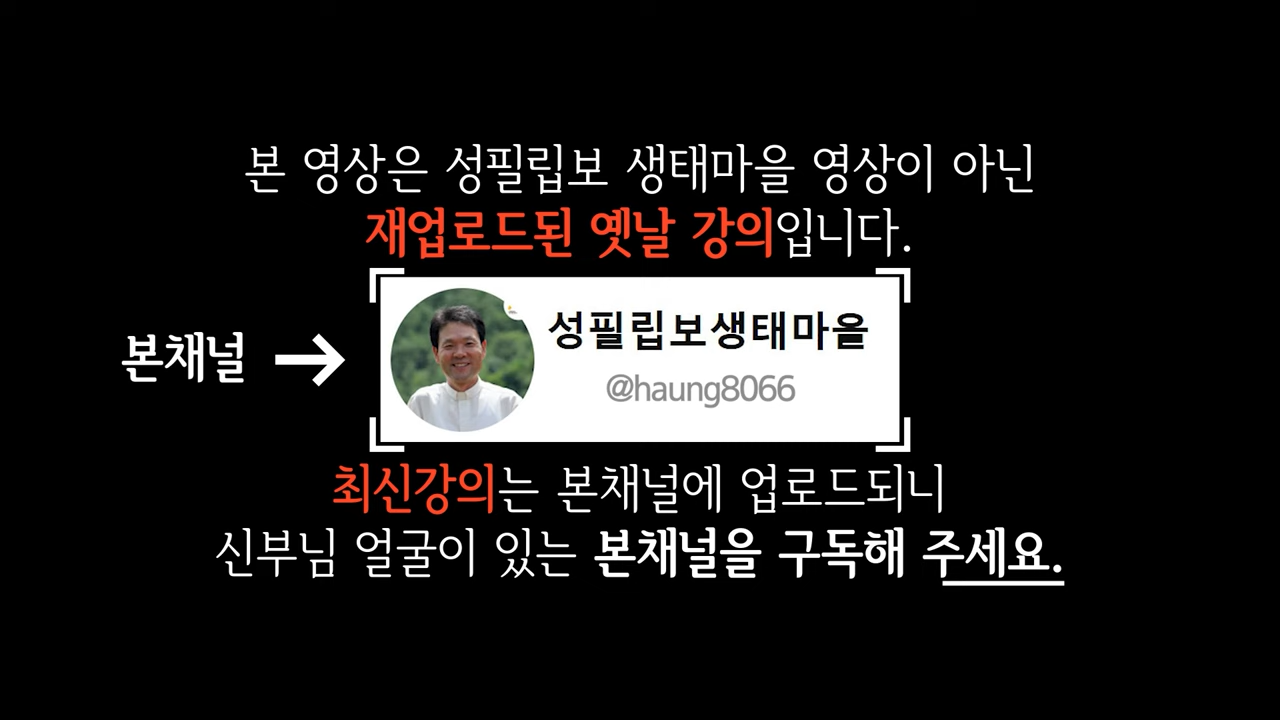 본 영상은 성필립보 생태마을 영상이 아닌
재업로드된 옛날 강의입니다.
본채널 →
성필립보생태마을
@haung8066
최신강의는 본채널에 업로드되니
신부님 얼굴이 있는 본채널을 구독해 주세요.